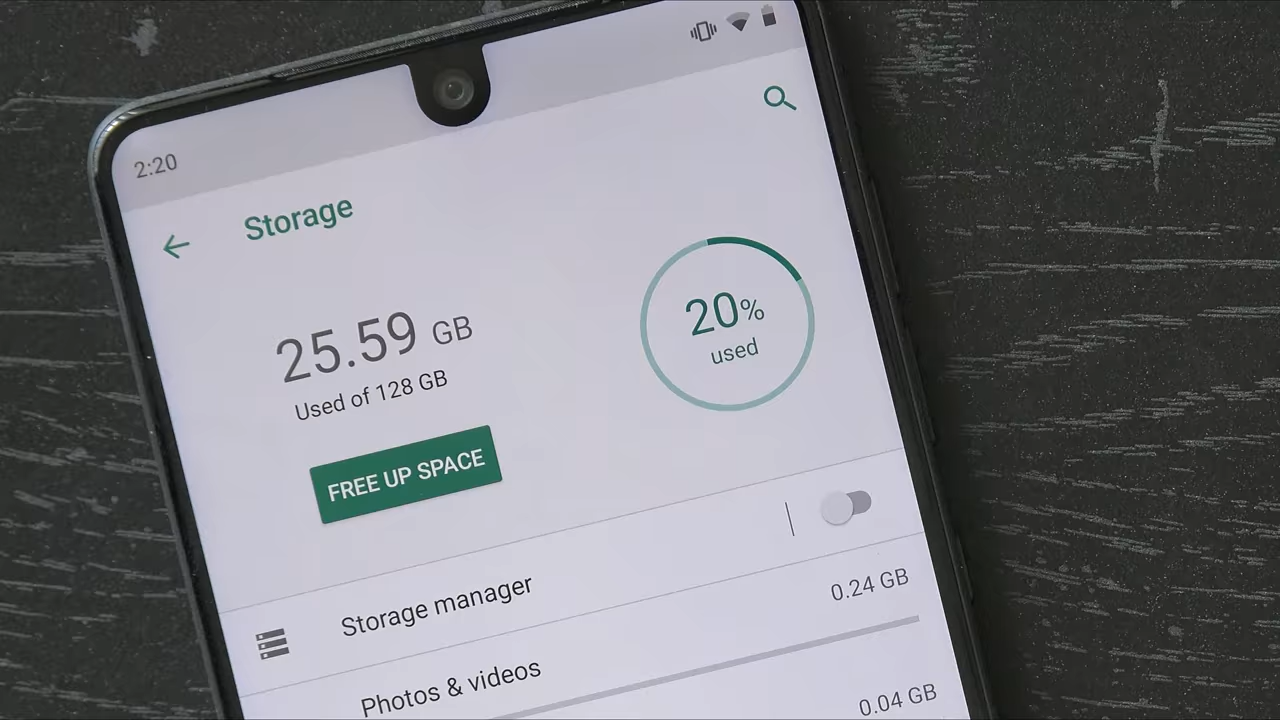 2:20
Storage
25.59 GB
Used of 128 GB
20%
used
FREE UP SPACE
Storage manager
Photos & videos
0.24 GB
0.04 GB